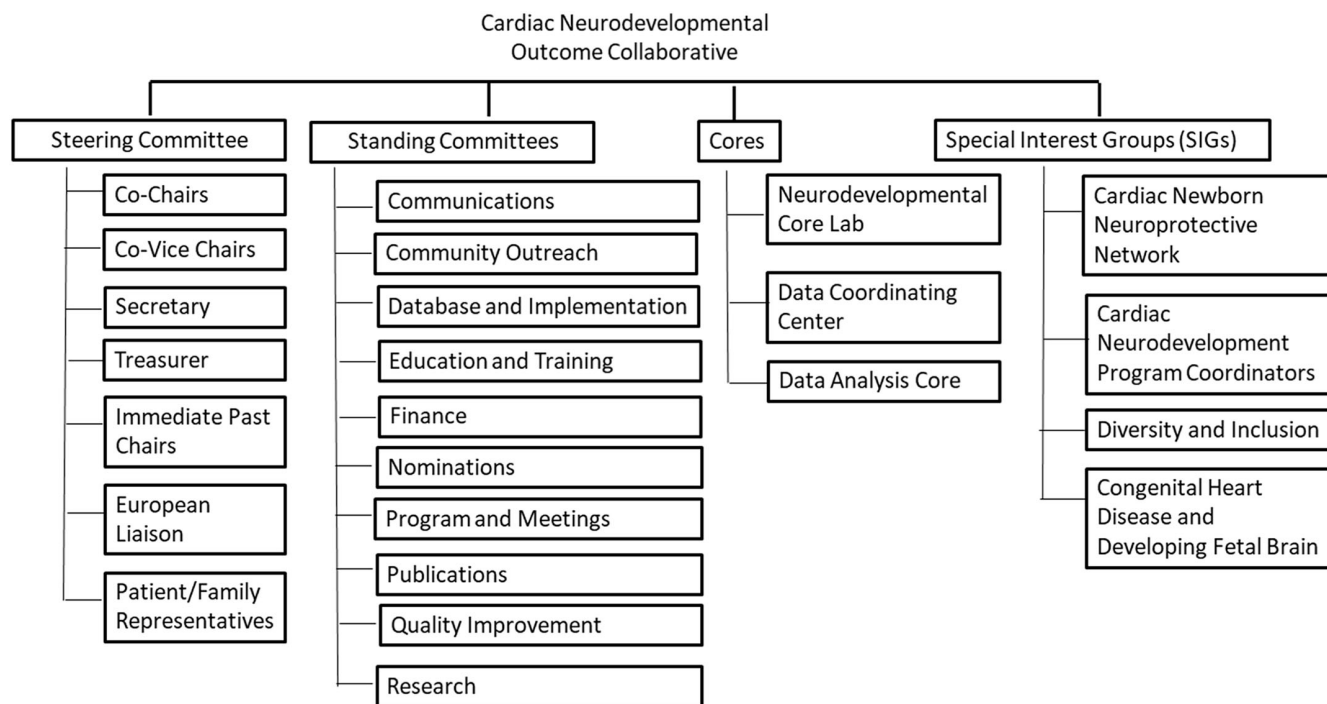 Cardiac Neurodevelopmental
Outcome Collaborative
Steering Committee
Co-Chairs
Co-Vice Chairs
Secretary
Treasurer
Immediate Past
Chairs
European
Liaison
Patient/Family
Representatives
Standing Committees
Communications
Community Outreach
Database and Implementation
Education and Training
Finance
Nominations
Program and Meetings
Publications
Quality Improvement
Research
Cores
Neurodevelopmental
Core Lab
Data Coordinating
Center
Data Analysis Core
Special Interest Groups (SIGs)
Cardiac Newborn
Neuroprotective
Network
Cardiac
Neurodevelopment
Program Coordinators
Diversity and Inclusion
Congenital Heart
Disease and
Developing Fetal Brain